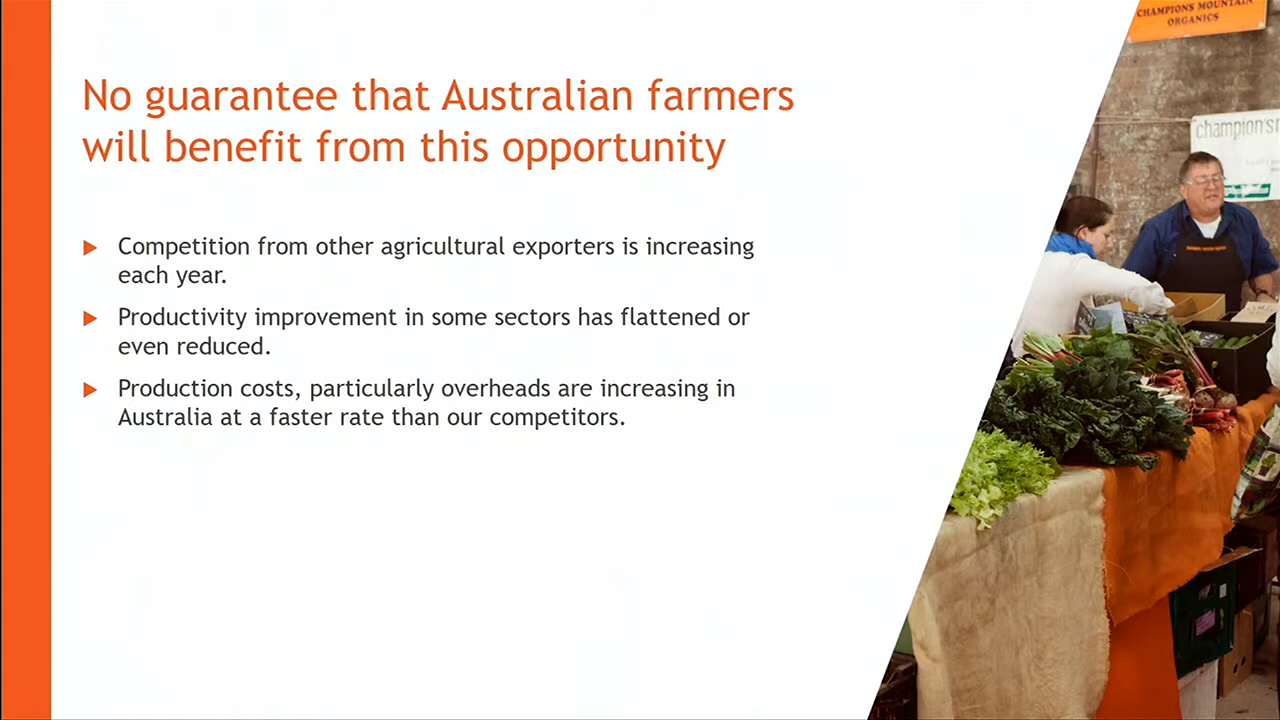 No guarantee that Australian farmers
will benefit from this opportunity
Competition from other agricultural exporters is increasing
each year.
Productivity improvement in some sectors has flattened or
even reduced.
Production costs, particularly overheads are increasing in
Australia at a faster rate than our competitors.
CHAMPIONS MOUNTAIN
ORGANICS
champion's